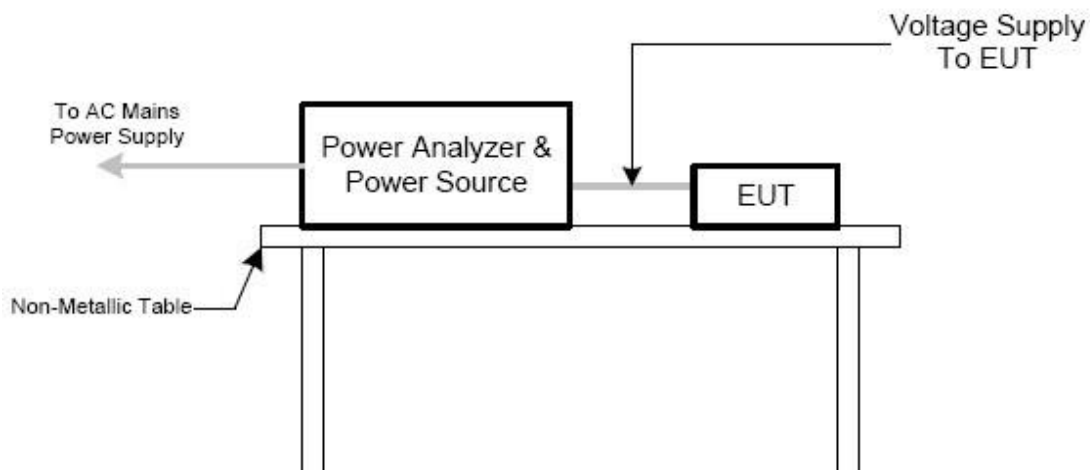 Voltage Supply
To EUT
To AC Mains
Power Supply
Power Analyzer &
Power Source
EUT
Non-Metallic Table